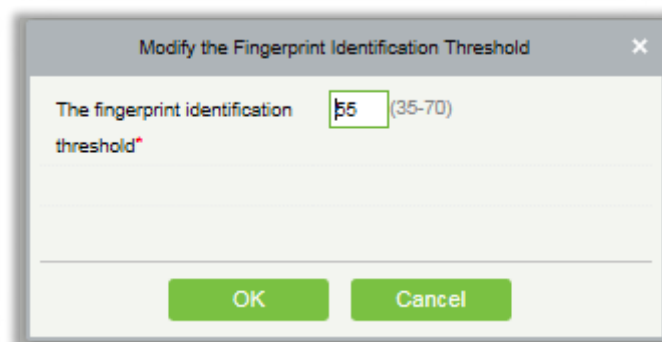 Modify the Fingerprint Identification Threshold ×
The fingerprint identification 55 (35-70)
threshold*
OK Cancel